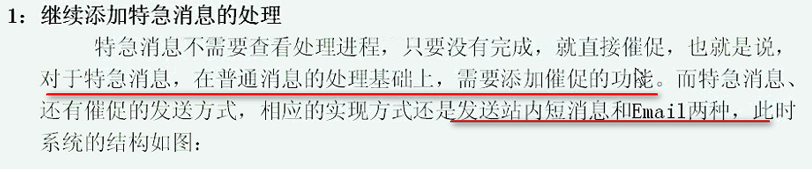 1：继续添加特急消息的处理
特急消息不需要查看处理进程，只要没有完成，就直接催促，也就是说，
对于特急消息，在普通消息的处理基础上，需要添加催促的功能。而特急消息、
还有催促的发送方式，相应的实现方式还是发送站内短消息和Email两种，此时
系统的结构如图：